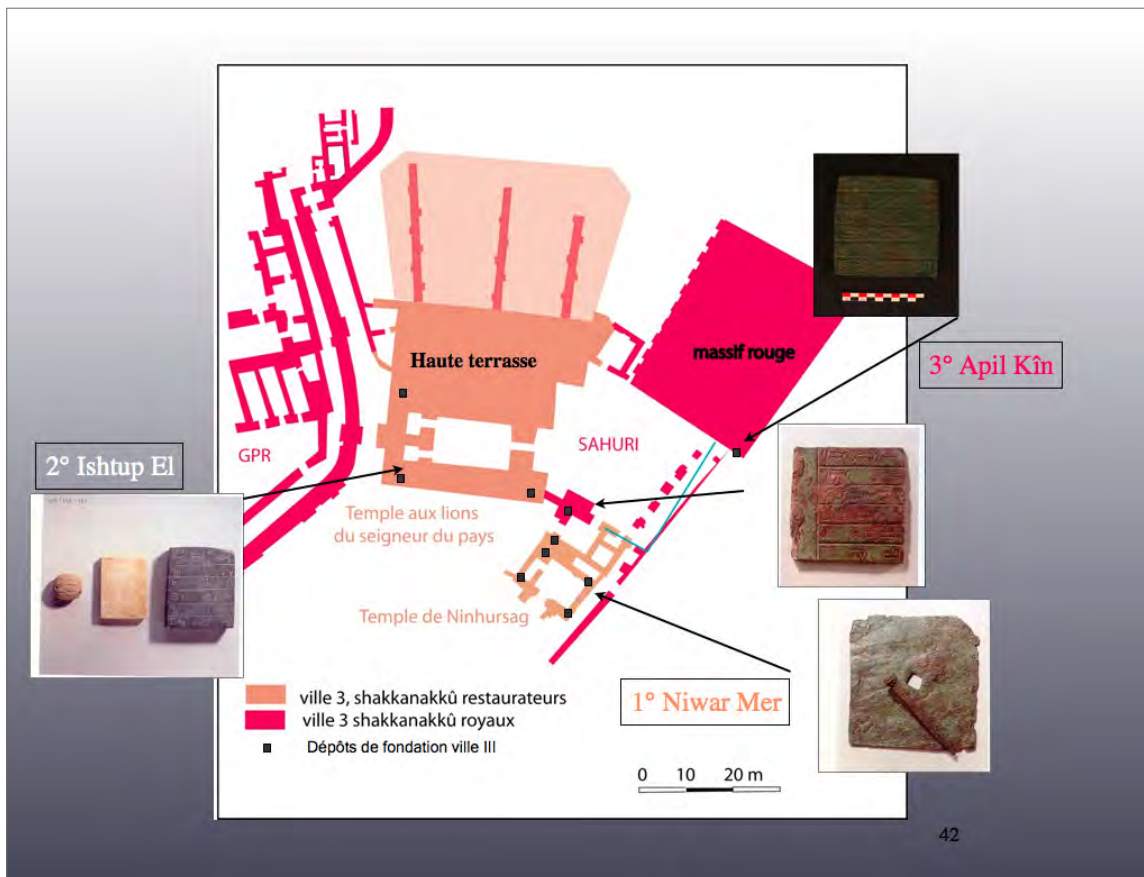 Haute terrasse
massif rouge
3° Apil Kîn
SAHURI
GPR
2° Ishtup El
Temple aux lions
du seigneur du pays
Temple de Ninhursag
ville 3, shakkanakkû restaurateurs
ville 3 shakkanakkû royaux
Dépôts de fondation ville III
1° Niwar Mer
0 10 20 m
42